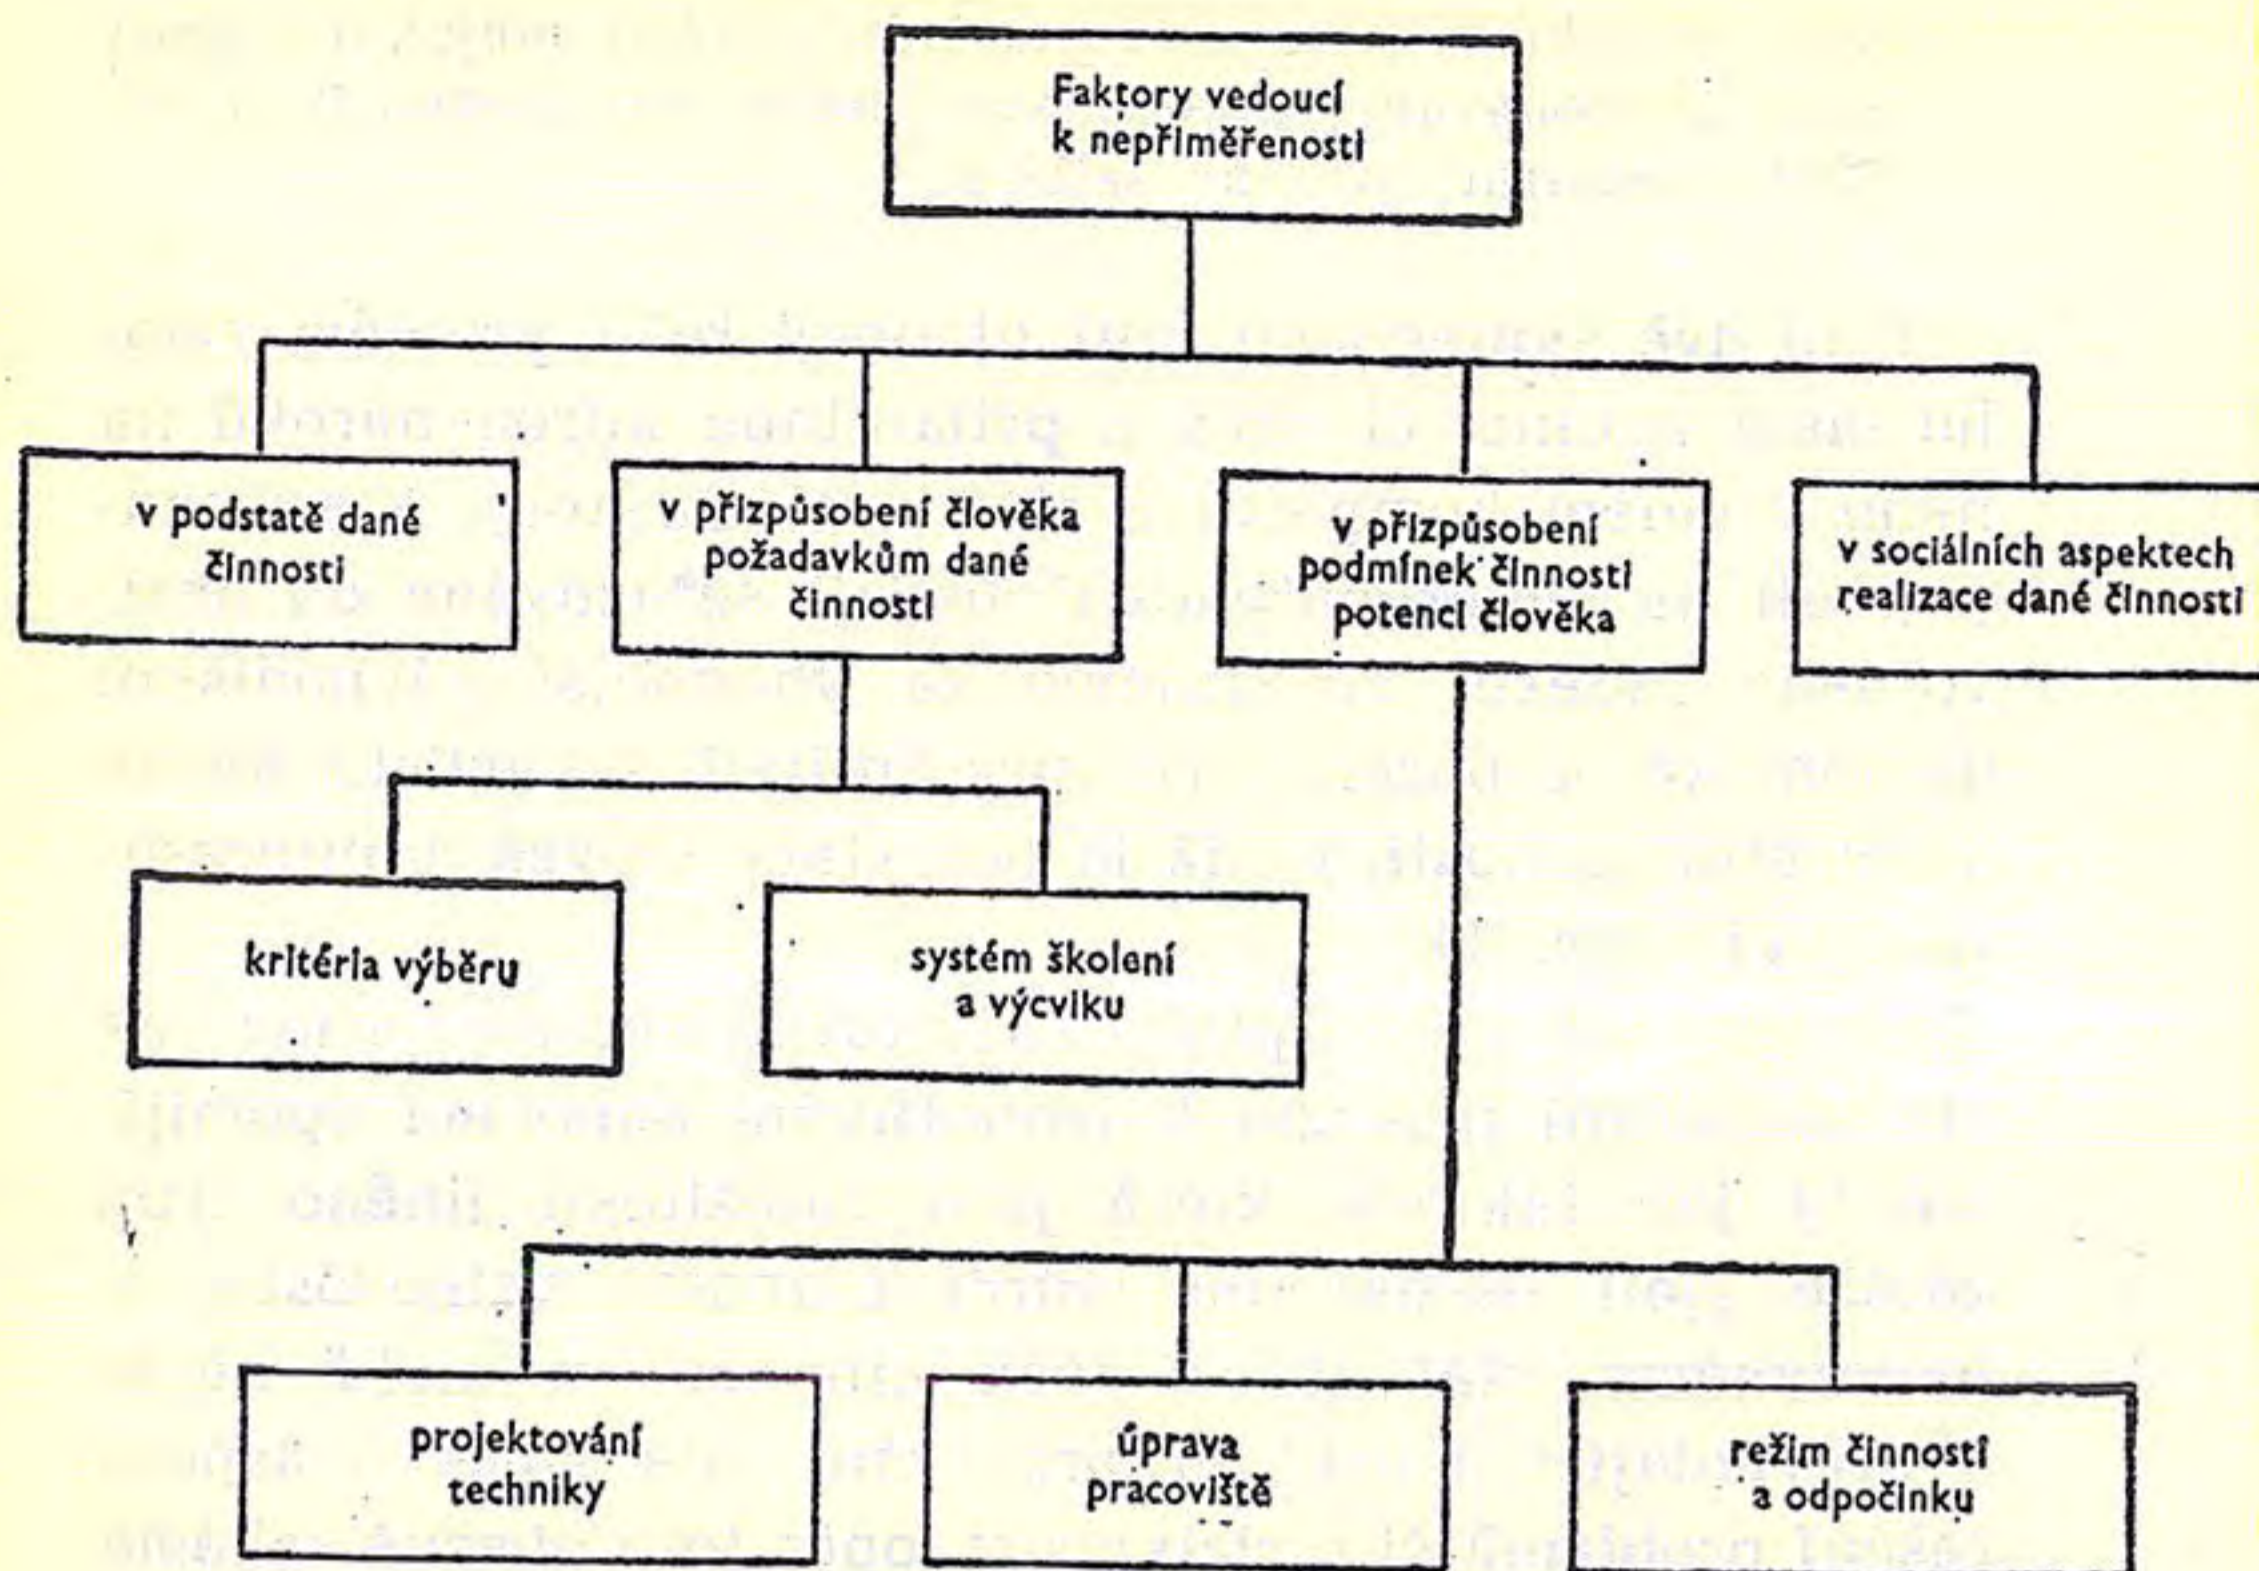 Faktory vedoucí
k nepřiměřenosti
v podstatě dané
činnosti
v přizpůsobení člověka
požadavkům dané
činnosti
v přizpůsobení
podmínek činnosti
potenci člověka
v sociálních aspektech
realizace dané činnosti
kritéria výběru
systém školení
a výcviku
projektování
techniky
úprava
pracoviště
režim činnosti
a odpočinku